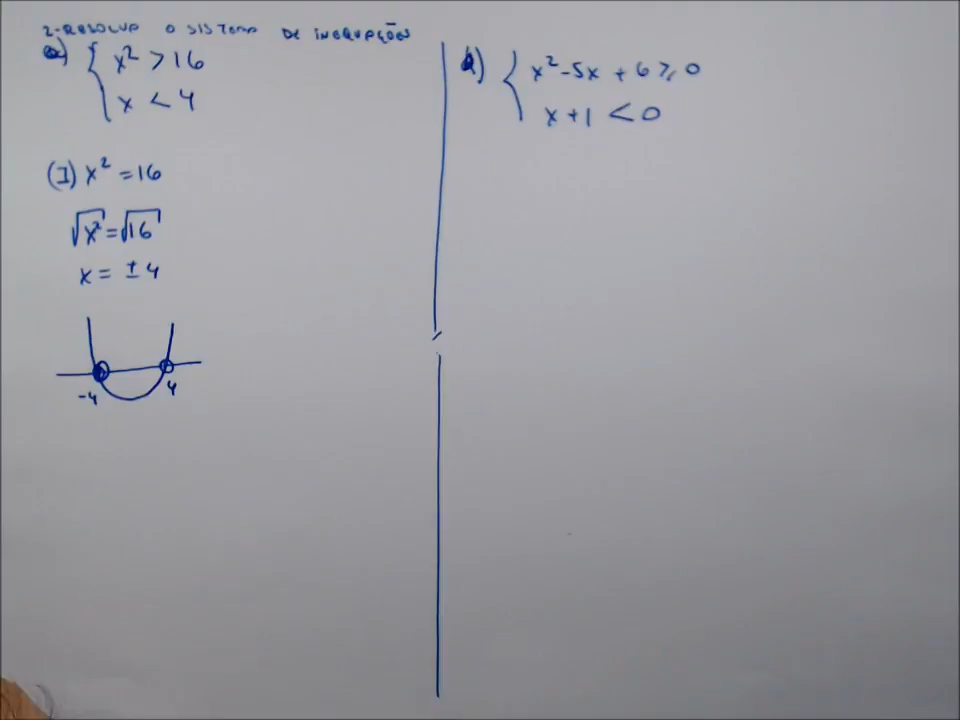 2-RESOLVA O SISTEMA DE INEQUAÇÕES
a) { x² > 16
x < 4
(I) x² = 16
√x² = √16
x = ± 4
-4 4
) { x² - 5x + 6 ≥ 0
x + 1 < 0